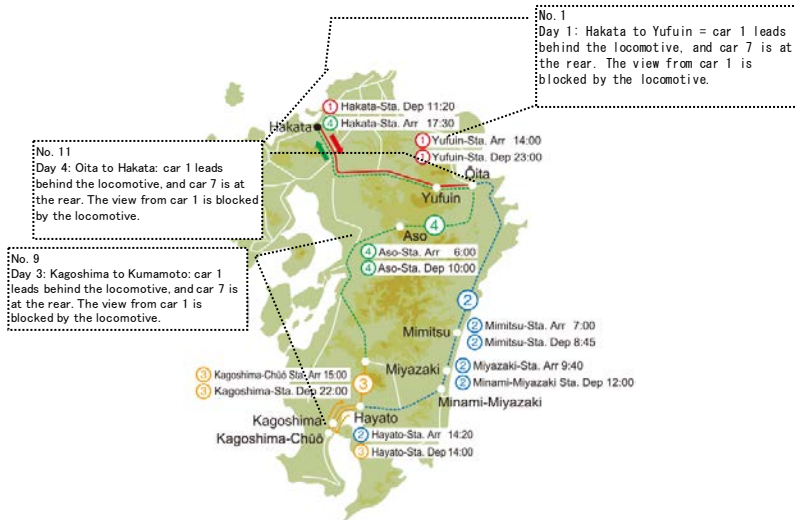 No. 1
Day 1: Hakata to Yufuin = car 1 leads
behind the locomotive, and car 7 is at
the rear. The view from car 1 is
blocked by the locomotive.
① Hakata-Sta. Dep 11:20
④ Hakata-Sta. Arr 17:30
Hakata
① Yufuin-Sta. Arr 14:00
① Yufuin-Sta. Dep 23:00
No. 11
Day 4: Oita to Hakata: car 1 leads
behind the locomotive, and car 7 is at
the rear. The view from car 1 is blocked
by the locomotive.
Ōita
Yufuin
④
Aso
④ Aso-Sta. Arr 6:00
④ Aso-Sta. Dep 10:00
No. 9
Day 3: Kagoshima to Kumamoto: car 1
leads behind the locomotive, and car 7 is
at the rear. The view from car 1 is
blocked by the locomotive.
②
Mimitsu
② Mimitsu-Sta. Arr 7:00
② Mimitsu-Sta. Dep 8:45
Miyazaki
② Miyazaki-Sta. Arr 9:40
② Minami-Miyazaki Sta. Dep 12:00
Minami-Miyazaki
③ Kagoshima-Chūō Sta. Arr 15:00
③ Kagoshima-Sta. Dep 22:00
③
Kagoshima
Hayato
Kagoshima-Chūō
② Hayato-Sta. Arr 14:20
③ Hayato-Sta. Dep 14:00